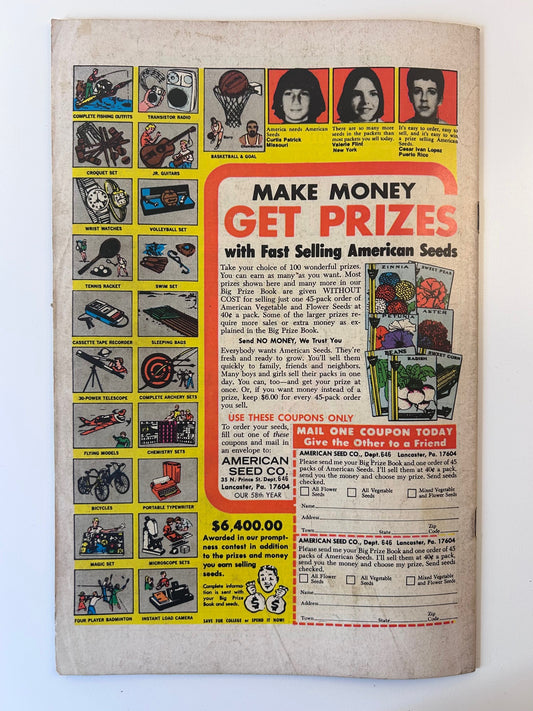 COMPLETE FISHING OUTFITS
TRANSISTOR RADIO
CROQUET SET
JR. GUITARS
WRIST WATCHES
VOLLEYBALL SET
TENNIS RACKET
SWIM SET
CASSETTE TAPE RECORDER
SLEEPING BAGS
-30-POWER TELESCOPE
COMPLETE ARCHERY SETS
FLYING MODELS
CHEMISTRY SETS
BICYCLES
PORTABLE TYPEWRITER
MAGIC SET
MICROSCOPE SETS
FOUR PLAYER BADMINTON
INSTANT LOAD CAMERA
BASKETBALL & GOAL
America needs American
Seeds.
Curtis Patrick
Missouri
There are so many more
seeds in the packets than
most packets you sell today.
Valerie Flint
New York
It's easy to order, easy to
sell, and it's easy to win
a prize selling American
Seeds.
Cesar Ivan Lopez
Puerto Rico
MAKE MONEY
GET PRIZES
with Fast Selling American Seeds
Take your choice of 100 wonderful prizes.
You can earn as many as you want. Most
prizes shown here and many more in our
Big Prize Book are given WITHOUT
COST for selling just one 45-pack order of
American Vegetable and Flower Seeds at
40¢ a pack. Some of the larger prizes re-
quire more sales or extra money as ex-
plained in the Big Prize Book.
Send NO MONEY, We Trust You
Everybody wants American Seeds. They're
fresh and ready to grow. You'll sell them
quickly to family, friends and neighbors.
Many boys and girls sell their packs in one
day. You can, too—and get your prize at
once. Or, if you want money instead of a
prize, keep $6.00 for every 45-pack order
you sell.
ZINNIA
SWEET PEAS
PETUNIA
ASTER
BEANS
RADISH
SWEET CORN
USE THESE COUPONS ONLY
To order your seeds,
fill out one of these
coupons and mail in
an envelope to:
AMERICAN
SEED CO.
35 N. Prince St. Dept. 646
Lancaster, Pa. 17604
OUR 58th YEAR
MAIL ONE COUPON TODAY
Give the Other to a Friend
AMERICAN SEED CO., Dept. 646 Lancaster, Pa. 17604
Please send me your Big Prize Book and one order of 45
packs of American Seeds. I'll sell them at 40¢ a pack,
send you the money and choose my prize. Send seeds
checked.
All Flower Seeds
All Vegetable Seeds
Mixed Vegetable and Flower Seeds
Name
Address
Town State Zip Code
AMERICAN SEED CO., Dept. 646 Lancaster, Pa. 17604
Please send me your Big Prize Book and one order of 45
packs of American Seeds. I'll sell them at 40¢ a pack,
send you the money and choose my prize. Send seeds
checked.
All Flower Seeds
All Vegetable Seeds
Mixed Vegetable and Flower Seeds
Name
Address
Town State Zip Code
$6,400.00
Awarded in our prompt-
ness contest in addition
to the prizes and money
you earn selling
seeds.
Complete informa-
tion is sent with
your Big Prize
Book and seeds.
$
$
SAVE FOR COLLEGE or SPEND IT NOW!